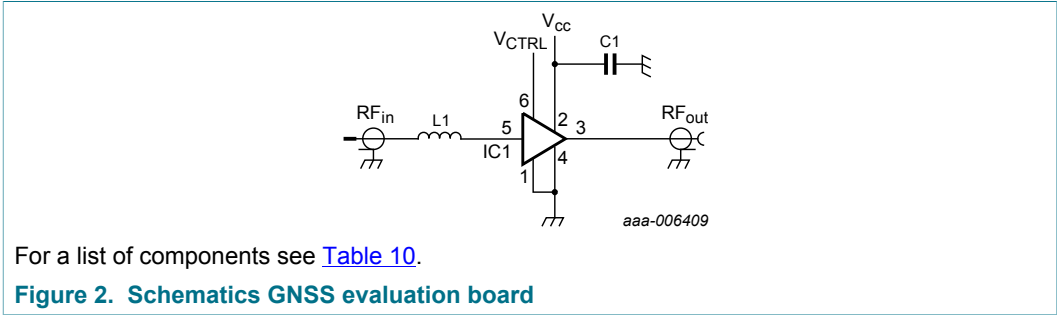 Vcc
VCTRL
C1
6
RFin
L1
5
2
3
RFout
IC1
4
1
aaa-006409
For a list of components see Table 10.
Figure 2. Schematics GNSS evaluation board